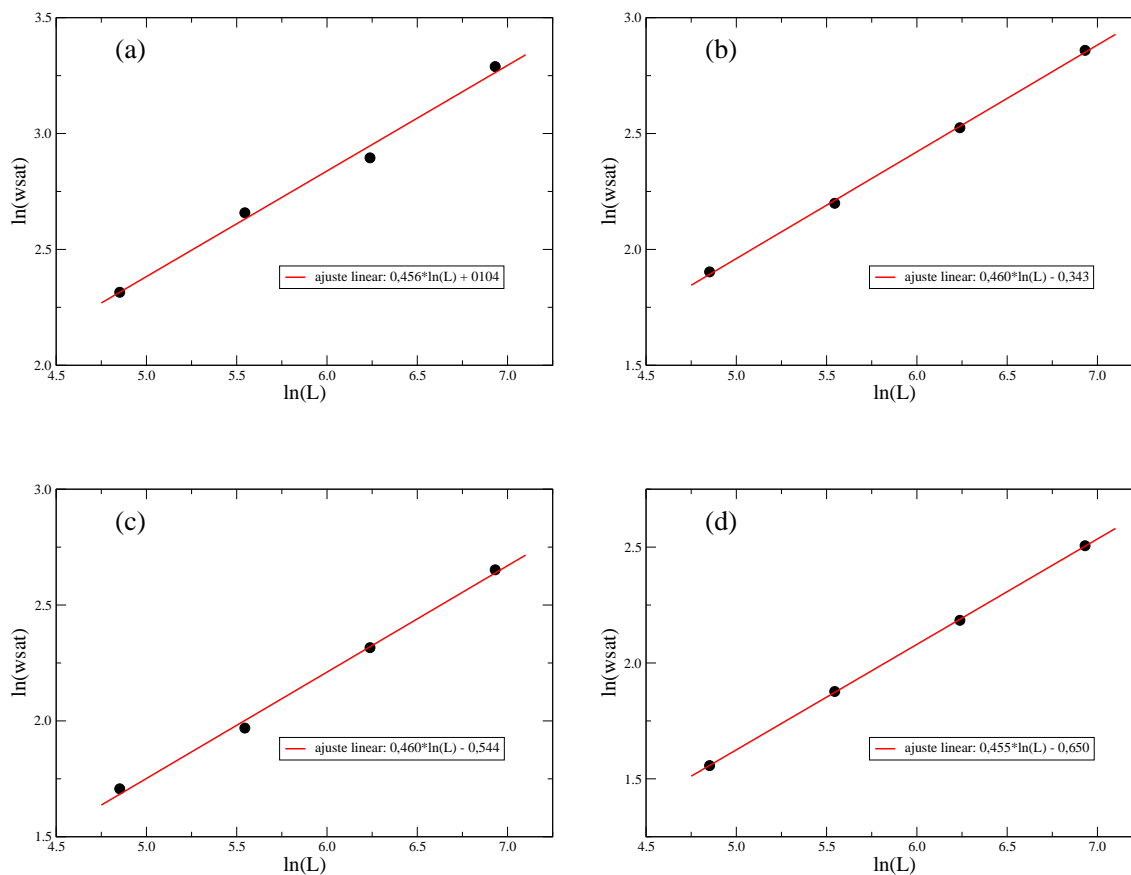 (a)
3.5
3.0
2.5
2.0
ln(wsat)
ajuste linear: 0,456*ln(L) + 0104
4.5 5.0 5.5 6.0 6.5 7.0
ln(L)
(b)
3.0
2.5
2.0
1.5
ln(wsat)
ajuste linear: 0,460*ln(L) - 0,343
4.5 5.0 5.5 6.0 6.5 7.0
ln(L)
(c)
3.0
2.5
2.0
1.5
ln(wsat)
ajuste linear: 0,460*ln(L) - 0,544
4.5 5.0 5.5 6.0 6.5 7.0
ln(L)
(d)
2.5
2.0
1.5
ln(wsat)
ajuste linear: 0,455*ln(L) - 0,650
4.5 5.0 5.5 6.0 6.5 7.0
ln(L)